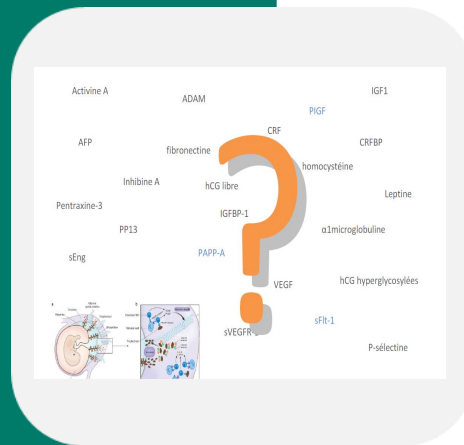 Activine A
ADAM
IGF1
PlGF
CRF
AFP
fibronectine
CRFBP
homocystéine
Inhibine A
hCG libre
Leptine
Pentraxine-3
IGFBP-1
PP13
α1microglobuline
sEng
PAPP-A
VEGF
hCG hyperglycosylées
sFlt-1
P-sélectine
a
b